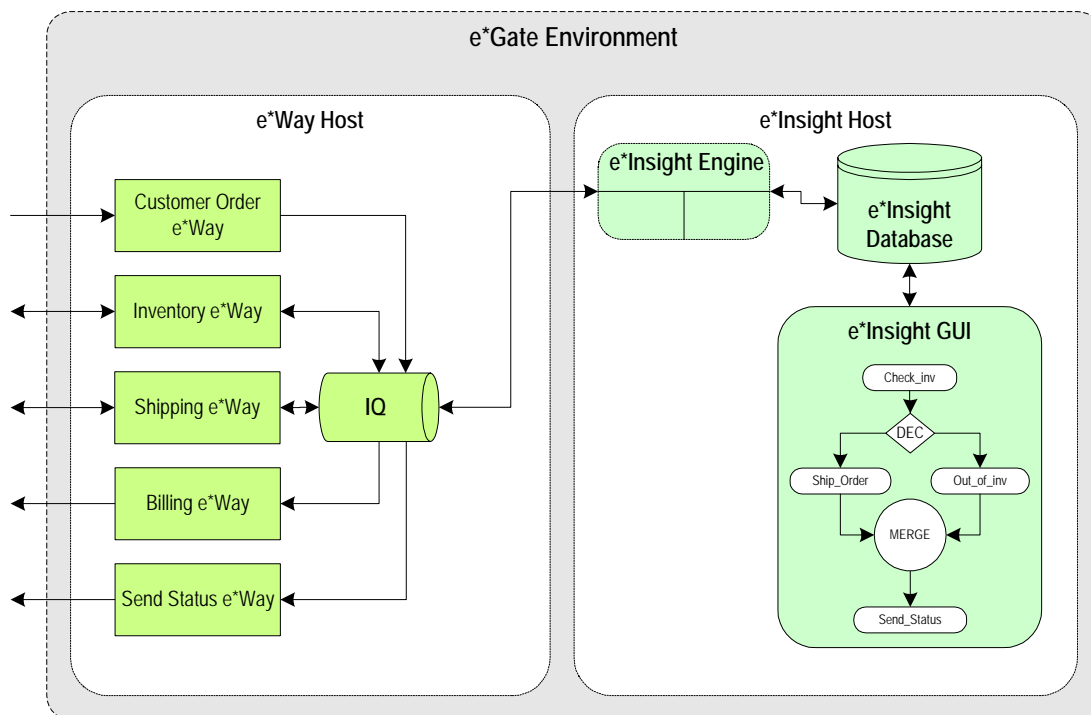 e*Gate Environment
e*Way Host
Customer Order
e*Way
Inventory e*Way
Shipping e*Way
IQ
Billing e*Way
Send Status e*Way
e*Insight Host
e*Insight Engine
e*Insight
Database
e*Insight GUI
Check_inv
DEC
Ship_Order
Out_of_inv
MERGE
Send_Status